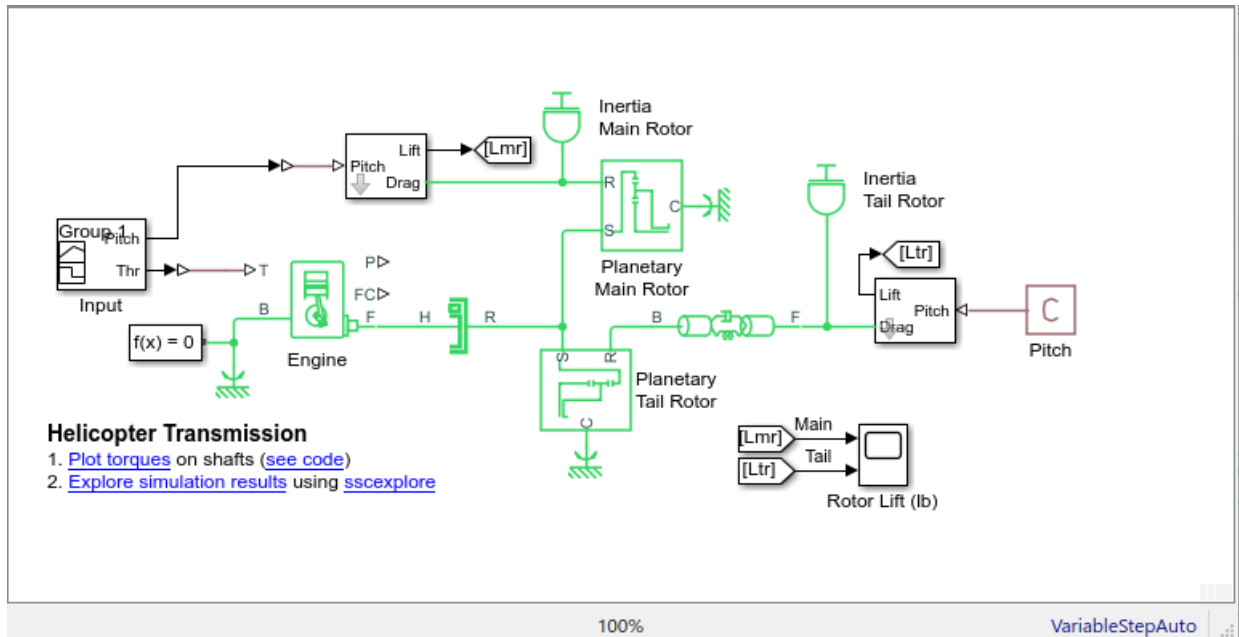 Inertia
Main Rotor
Lift
[Lmr]
Pitch
Drag
R
C
S
Inertia
Tail Rotor
Group 1
Pitch
Thr
T
Input
P
FC
Planetary
Main Rotor
[Ltr]
Lift
Pitch
Drag
C
Pitch
B
F
H
R
B
F
f(x) = 0
Engine
S
R
C
Planetary
Tail Rotor
Helicopter Transmission
1. Plot torques on shafts (see code)
2. Explore simulation results using sscexplore
[Lmr]
Main
[Ltr]
Tail
Rotor Lift (lb)
100%
VariableStepAuto